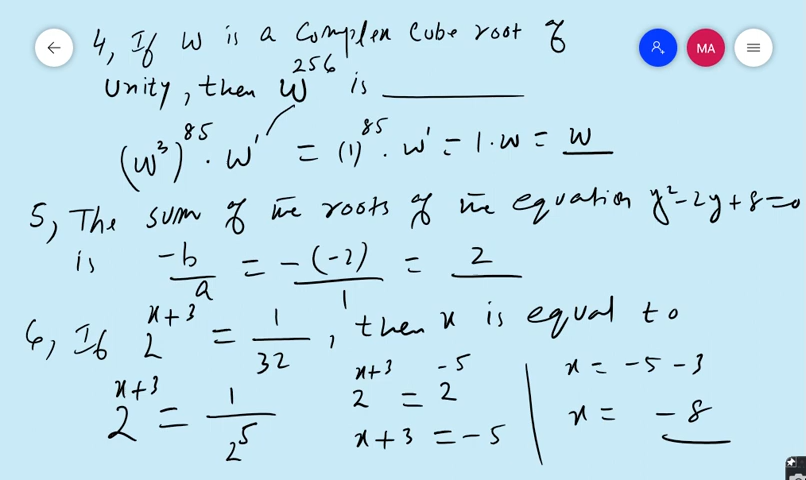 MA
4, If w is a Complex Cube root of
Unity, then w^256 is ________
(w³)^85 · w' = (1)^85 · w' = 1 · w = w
5, The sum of the roots of the equation y² - 2y + 8 = 0
is -b/a = -(-2)/1 = 2
6, If 2^x+3 = 1/32, then x is equal to
2^x+3 = 1/2^5
2^x+3 = 2^-5
x+3 = -5
x = -5 - 3
x = -8